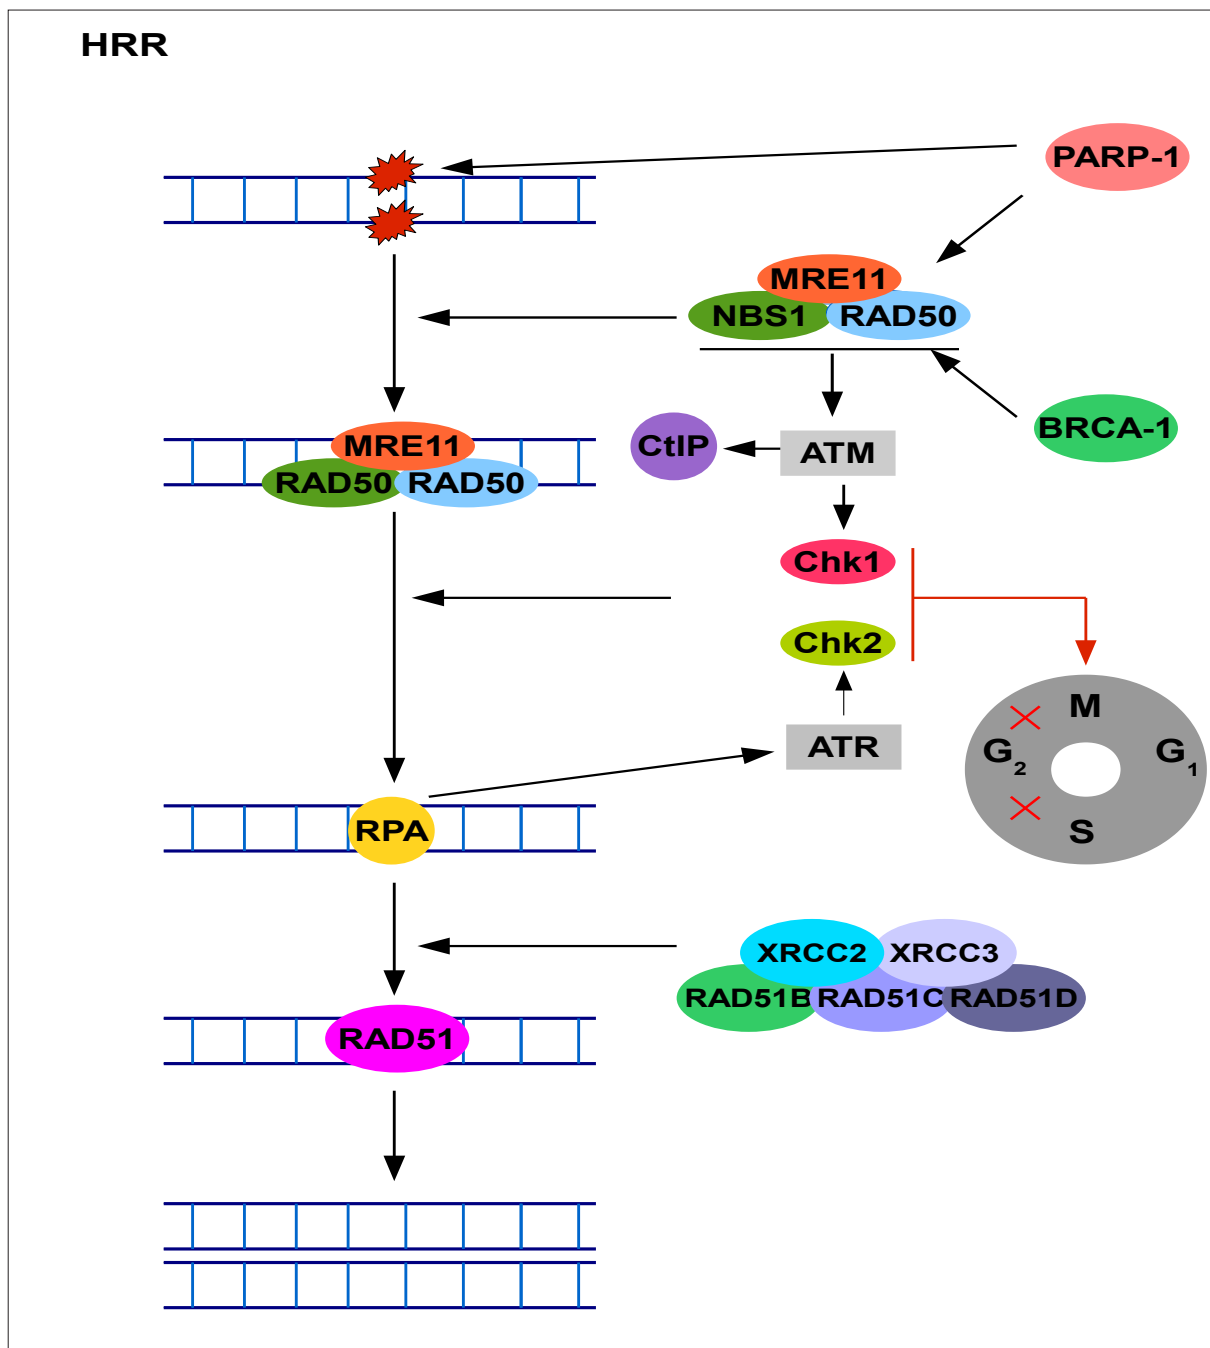 HRR
PARP-1
MRE11
NBS1 RAD50
BRCA-1
MRE11
RAD50 RAD50
CtIP
ATM
Chk1
Chk2
ATR
M
G2
G1
S
RPA
XRCC2 XRCC3
RAD51B RAD51C RAD51D
RAD51